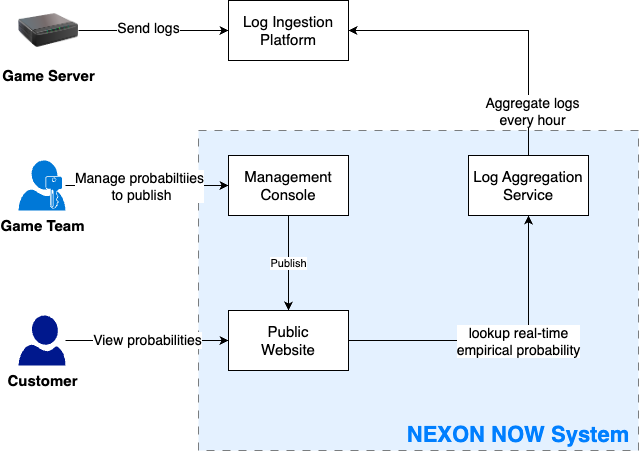 Send logs
Log Ingestion
Platform
Game Server
Aggregate logs
every hour
Manage probabiltiies
to publish
Management
Console
Log Aggregation
Service
Game Team
Publish
View probabilities
Public
Website
lookup real-time
empirical probability
Customer
NEXON NOW System